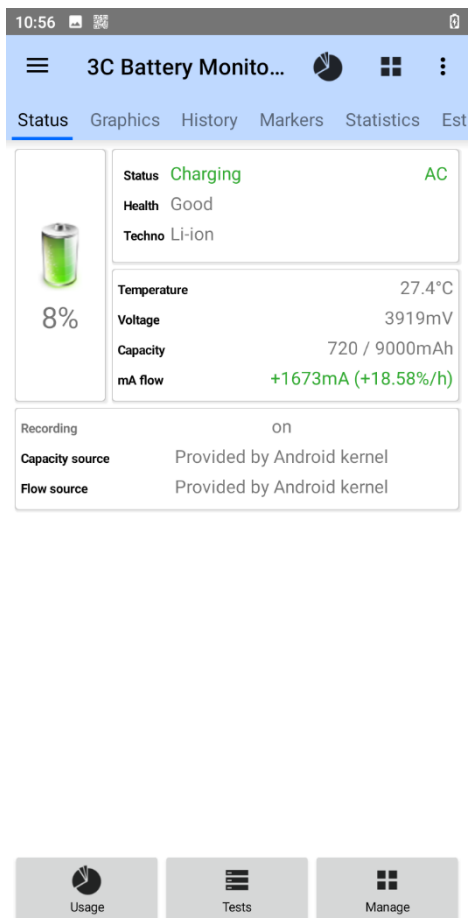 10:56
3C Battery Monito...
Status Graphics History Markers Statistics Est
8%
Status Charging AC
Health Good
Techno Li-ion
Temperature 27.4°C
Voltage 3919mV
Capacity 720 / 9000mAh
mA flow +1673mA (+18.58%/h)
Recording on
Capacity source Provided by Android kernel
Flow source Provided by Android kernel
Usage Tests Manage